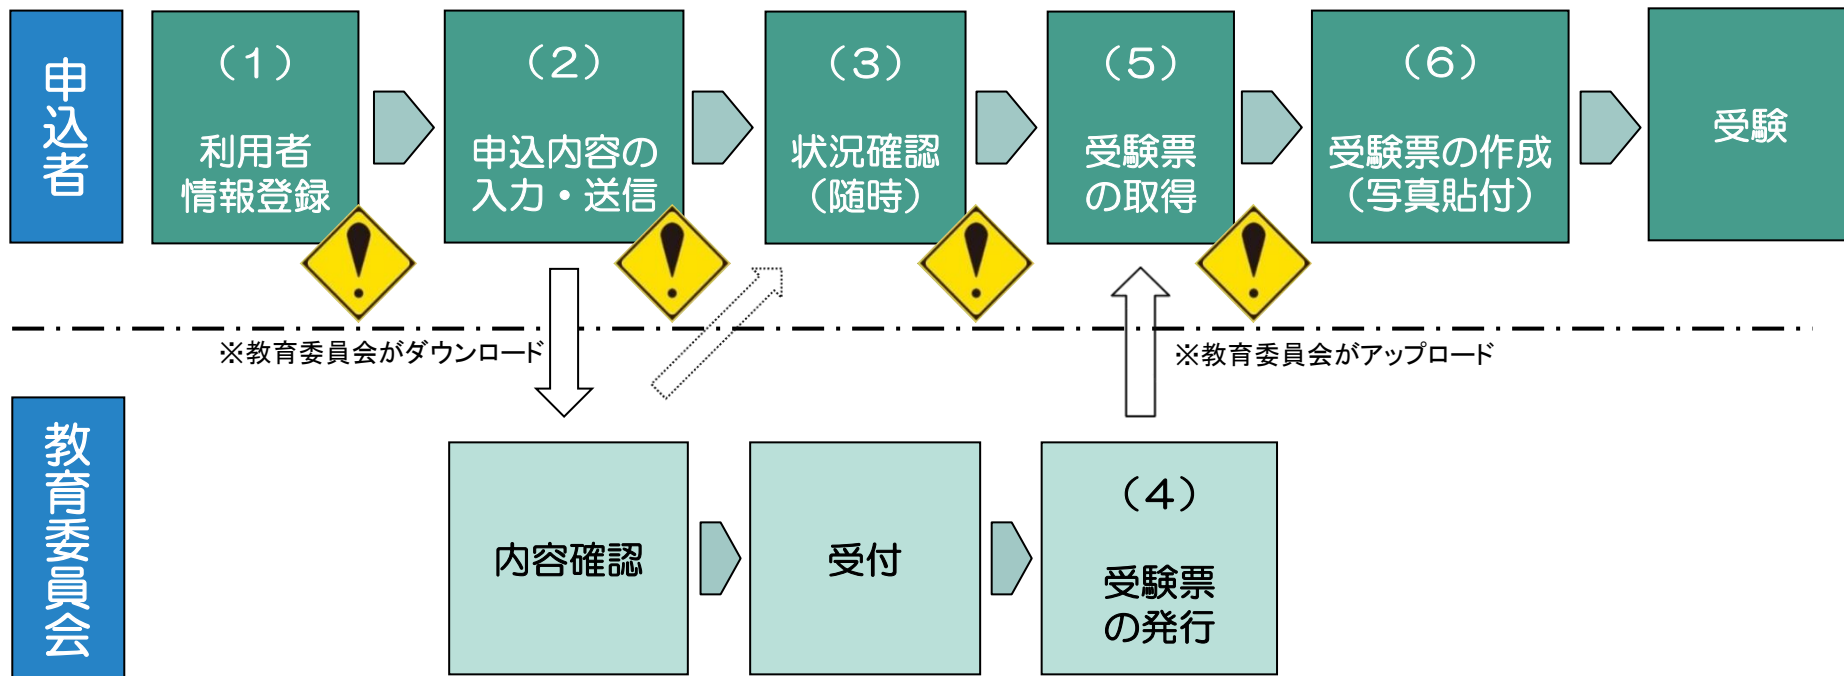 申込者
（１）
利用者
情報登録
（２）
申込内容の
入力・送信
（３）
状況確認
（随時）
（５）
受験票
の取得
（６）
受験票の作成
（写真貼付）
受験
※教育委員会がダウンロード
※教育委員会がアップロード
教育委員会
内容確認
受付
（４）
受験票
の発行